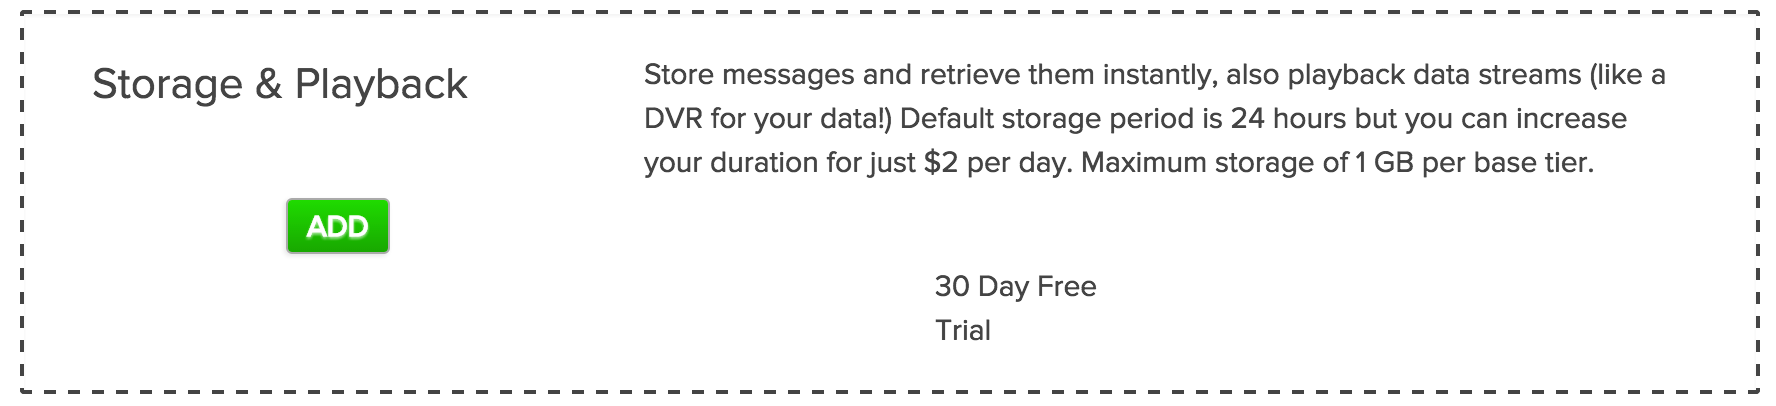 Storage & Playback
Store messages and retrieve them instantly, also playback data streams (like a
DVR for your data!) Default storage period is 24 hours but you can increase
your duration for just $2 per day. Maximum storage of 1 GB per base tier.
ADD
30 Day Free
Trial